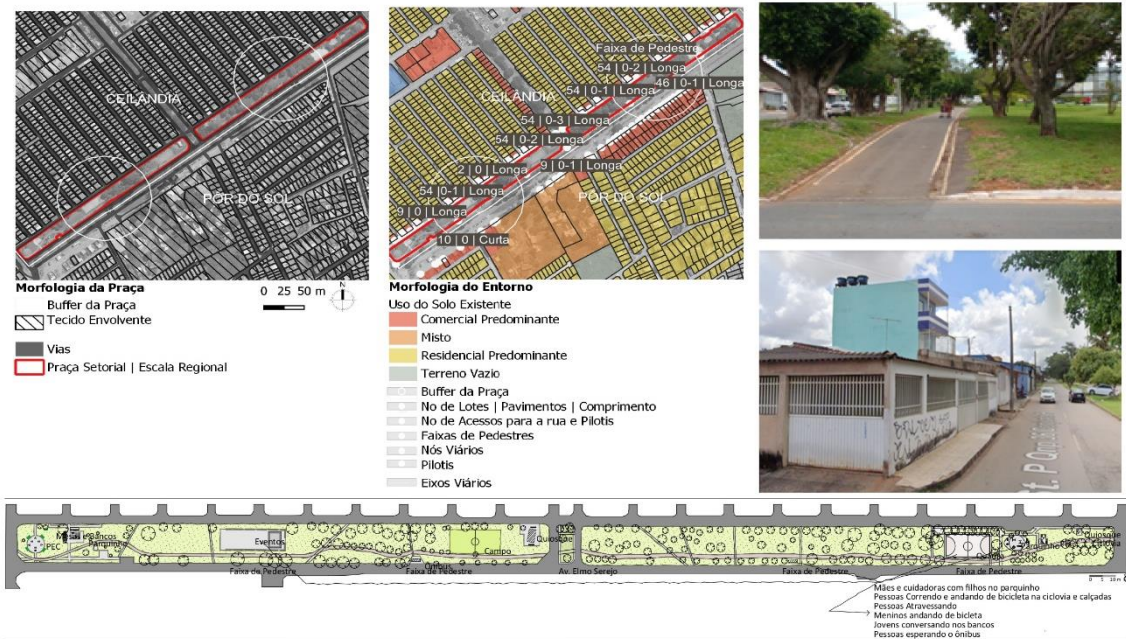 CEILÂNDIA
PÔR DO SOL
Morfologia da Praça
Buffer da Praça
Tecido Envolvente
Vias
Praça Setorial | Escala Regional
0 25 50 m
N
Faixa de Pedestre
54 | 0-2 | Longa
46 | 0-1 | Longa
54 | 0-1 | Longa
CEILÂNDIA
54 | 0-3 | Longa
54 | 0-2 | Longa
2 | 0 | Longa
9 | 0-1 | Longa
54 | 0-1 | Longa
PÔR DO SOL
9 | 0 | Longa
10 | 0 | Curta
Morfologia do Entorno
Uso do Solo Existente
Comercial Predominante
Misto
Residencial Predominante
Terreno Vazio
Buffer da Praça
No de Lotes | Pavimentos | Comprimento
No de Acessos para a rua e Pilotis
Faixas de Pedestres
Nós Viários
Pilotis
Eixos Viários
PEC
Mesas e Bancos
Parquinho
Eventos
Campo
Quiosque
Quiosque
Ciclovia
Faixa de Pedestre
Ônibus
Faixa de Pedestre
Av. Elmo Serejo
Faixa de Pedestre
Faixa de Pedestre
Mães e cuidadoras com filhos no parquinho
Pessoas Correndo e andando de bicicleta na ciclovia e calçadas
Pessoas Atravessando
Meninos andando de bicleta
Jovens conversando nos bancos
Pessoas esperando o ônibus